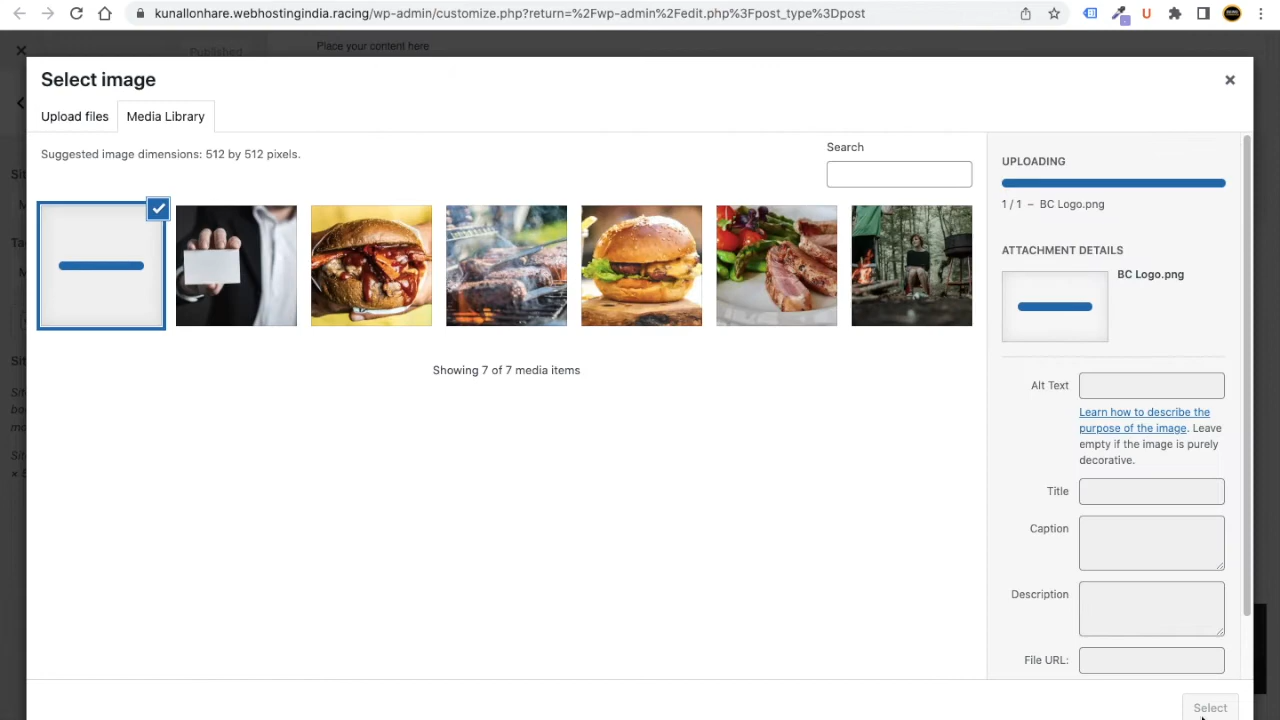 kunallonhare.webhostingindia.racing/wp-admin/customize.php?return=%2Fwp-admin%2Fedit.php%3Fpost_type%3Dpost
Published
Place your content here
Select image
Upload files
Media Library
Suggested image dimensions: 512 by 512 pixels.
Search
Showing 7 of 7 media items
UPLOADING
1 / 1 – BC Logo.png
ATTACHMENT DETAILS
BC Logo.png
Alt Text
Learn how to describe the
purpose of the image. Leave
empty if the image is purely
decorative.
Title
Caption
Description
File URL:
Select